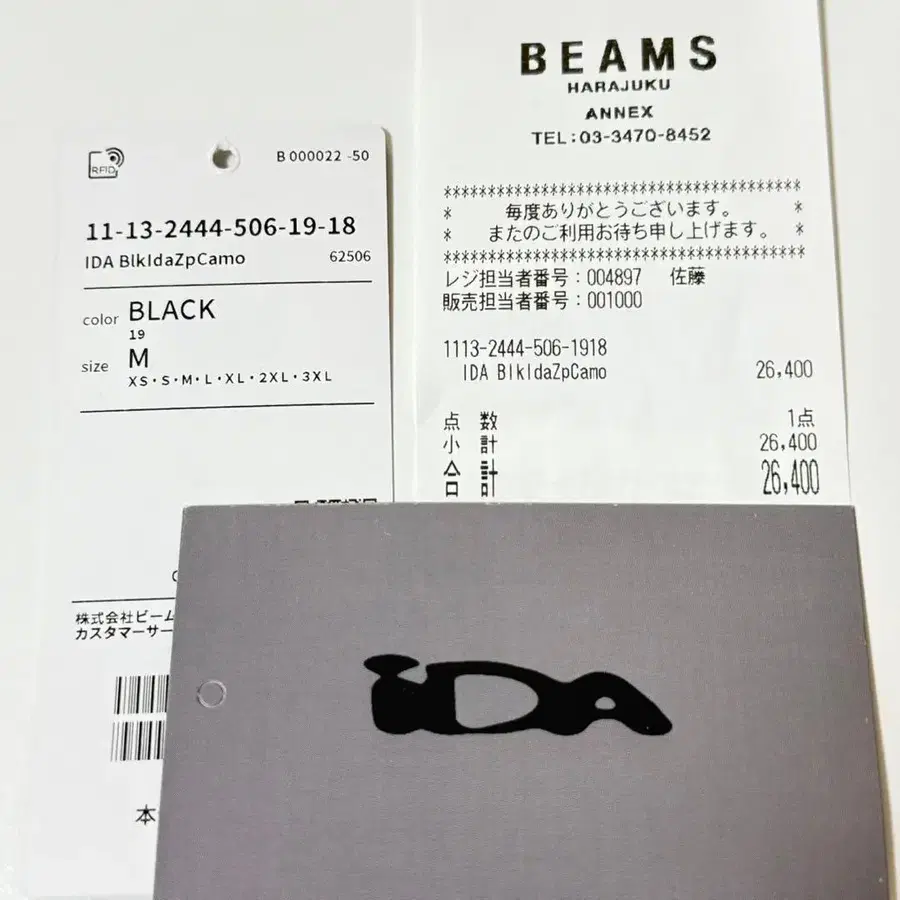 RFID
B 000022 -50
11-13-2444-506-19-18
IDA BlkIdaZpCamo 62506
color BLACK
19
size M
XS・S・M・L・XL・2XL・3XL
株式会社ビーム
カスタマーサー
本
BEAMS
HARAJUKU
ANNEX
TEL:03-3470-8452
***************************************
* 毎度ありがとうございます。 *
* またのご利用お待ち申し上げます。 *
***************************************
レジ担当者番号:004897 佐藤
販売担当者番号:001000
1113-2444-506-1918
IDA BlkIdaZpCamo 26,400
点 数 1点
小 計 26,400
合 計 26,400
iDA